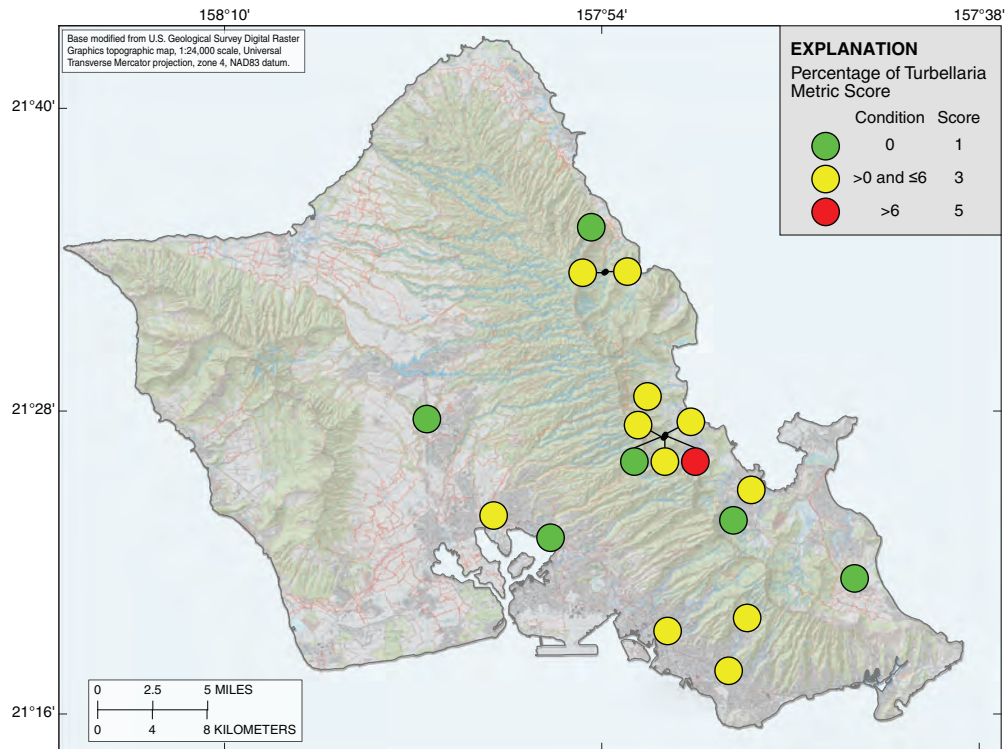 158°10'
157°54'
157°38'
Base modified from U.S. Geological Survey Digital Raster
Graphics topographic map, 1:24,000 scale, Universal
Transverse Mercator projection, zone 4, NAD83 datum.
EXPLANATION
Percentage of Turbellaria
Metric Score
Condition Score
0 1
>0 and ≤6 3
>6 5
21°40'
21°28'
21°16'
0 2.5 5 MILES
0 4 8 KILOMETERS